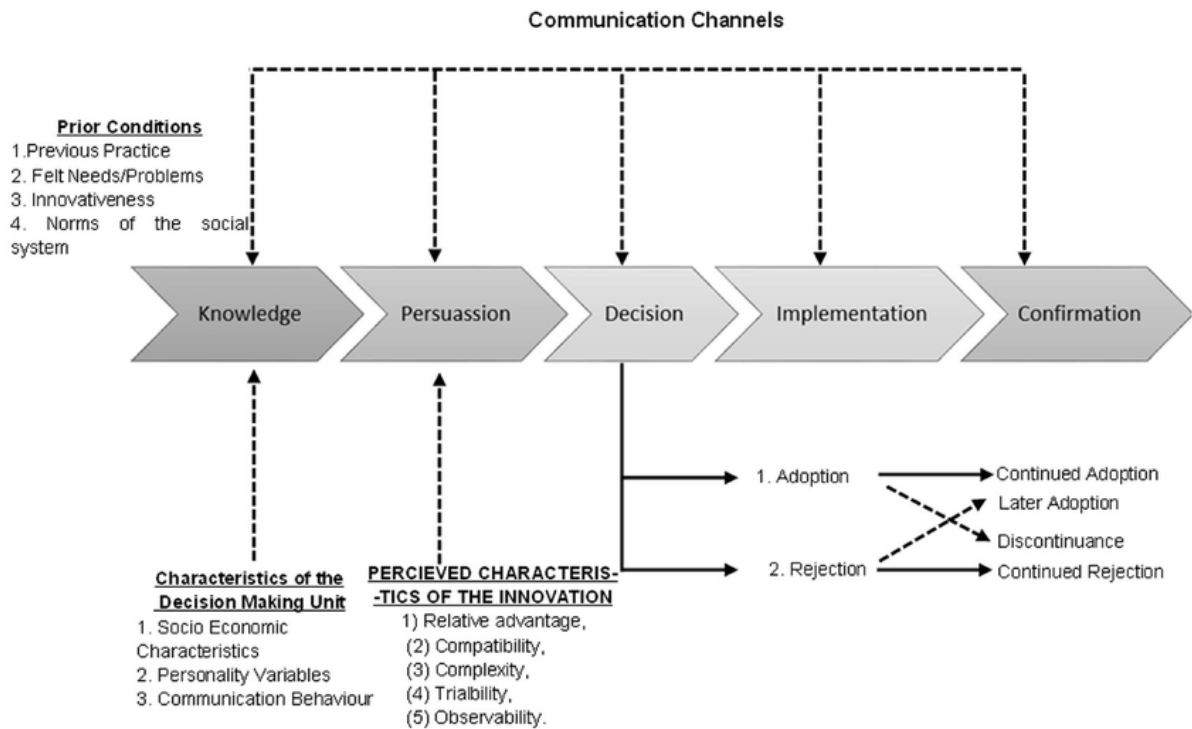 Communication Channels
Prior Conditions
1.Previous Practice
2. Felt Needs/Problems
3. Innovativeness
4. Norms of the social
system
Knowledge
Persuassion
Decision
Implementation
Confirmation
1. Adoption
Continued Adoption
Later Adoption
Discontinuance
2. Rejection
Continued Rejection
Characteristics of the
Decision Making Unit
1. Socio Economic
Characteristics
2. Personality Variables
3. Communication Behaviour
PERCIEVED CHARACTERIS-
-TICS OF THE INNOVATION
1) Relative advantage,
(2) Compatibility,
(3) Complexity,
(4) Trialbility,
(5) Observability.